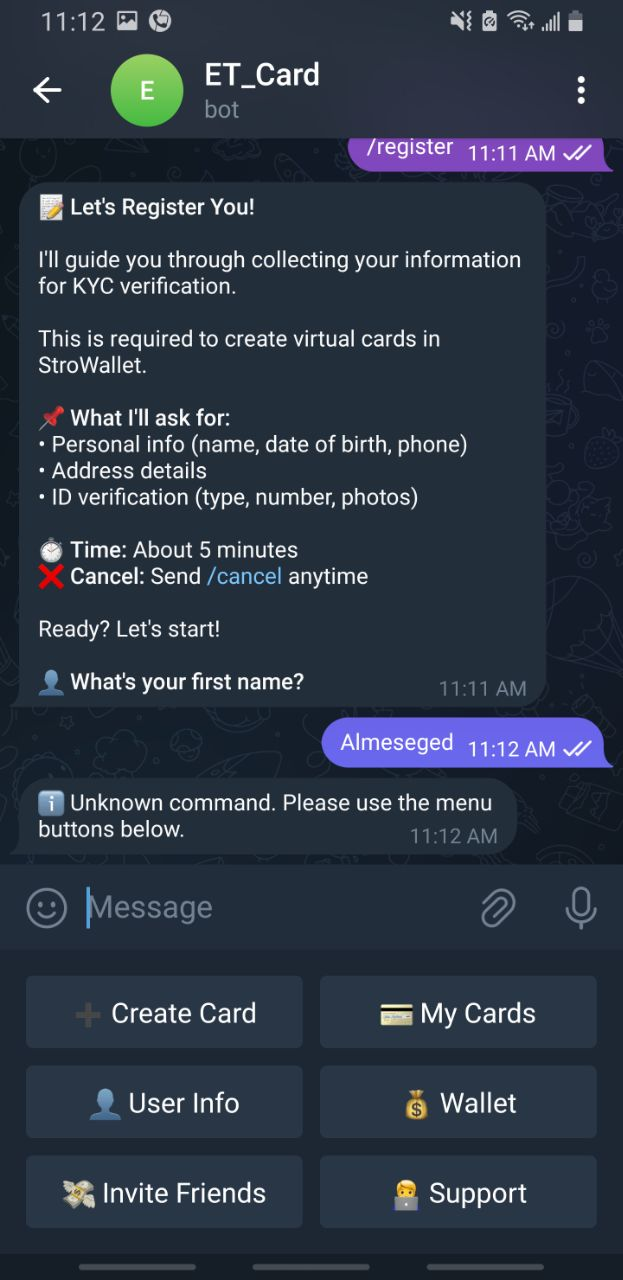 11:12
ET_Card
E
bot
/register 11:11 AM
📝 Let's Register You!
I'll guide you through collecting your information
for KYC verification.
This is required to create virtual cards in
StroWallet.
📌 What I'll ask for:
• Personal info (name, date of birth, phone)
• Address details
• ID verification (type, number, photos)
⏱️ Time: About 5 minutes
❌ Cancel: Send /cancel anytime
Ready? Let's start!
👤 What's your first name? 11:11 AM
Almeseged 11:12 AM
ℹ️ Unknown command. Please use the menu
buttons below. 11:12 AM
Message
➕ Create Card
💳 My Cards
👤 User Info
💰 Wallet
💸 Invite Friends
🧑‍💻 Support